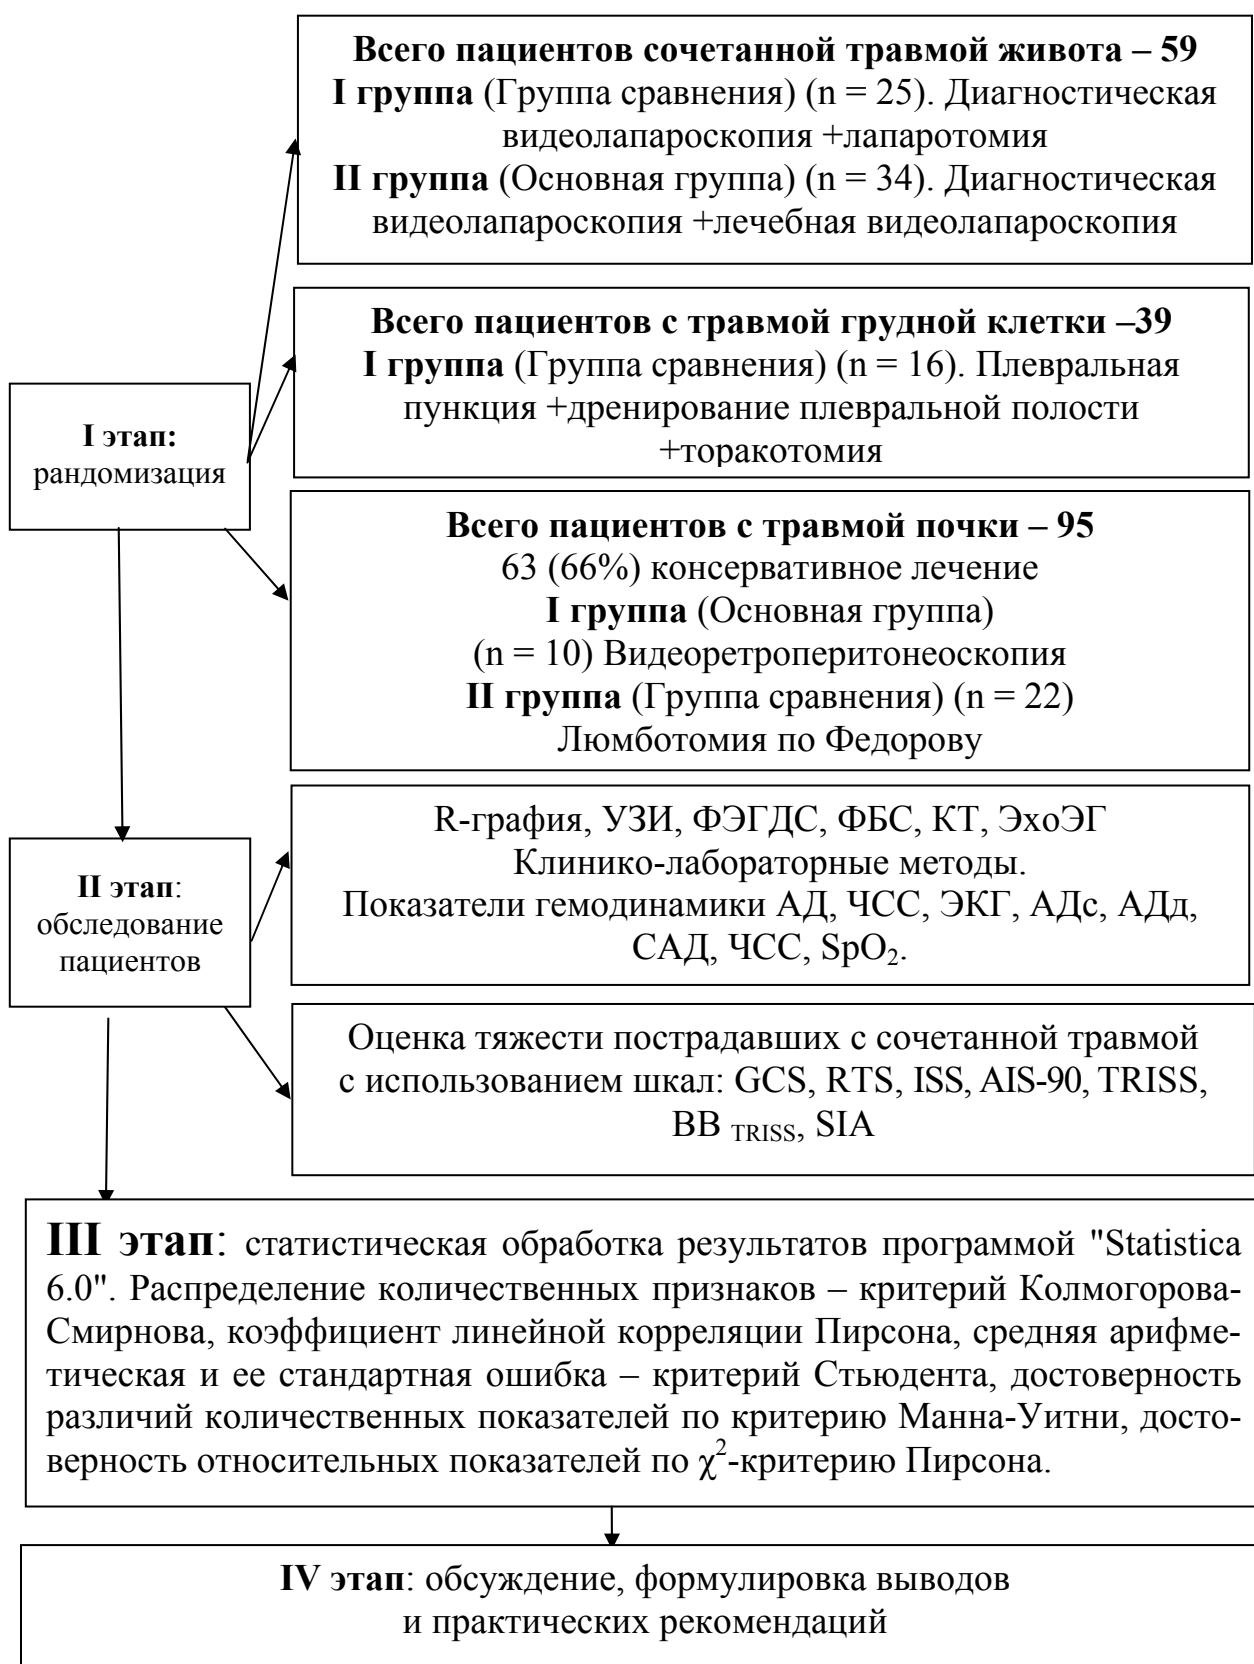 Всего пациентов сочетанной травмой живота – 59
I группа (Группа сравнения) (n = 25). Диагностическая
видеолапароскопия +лапаротомия
II группа (Основная группа) (n = 34). Диагностическая
видеолапароскопия +лечебная видеолапароскопия
Всего пациентов с травмой грудной клетки –39
I группа (Группа сравнения) (n = 16). Плевральная
пункция +дренирование плевральной полости
+торакотомия
I этап:
рандомизация
Всего пациентов с травмой почки – 95
63 (66%) консервативное лечение
I группа (Основная группа)
(n = 10) Видеоретроперитонеоскопия
II группа (Группа сравнения) (n = 22)
Люмботомия по Федорову
II этап:
обследование
пациентов
R-графия, УЗИ, ФЭГДС, ФБС, КТ, ЭхоЭГ
Клинико-лабораторные методы.
Показатели гемодинамики АД, ЧСС, ЭКГ, АДс, АДд,
САД, ЧСС, SpO₂.
Оценка тяжести пострадавших с сочетанной травмой
с использованием шкал: GCS, RTS, ISS, AIS-90, TRISS,
ВВ TRISS, SIA
III этап: статистическая обработка результатов программой "Statistica
6.0". Распределение количественных признаков – критерий Колмогорова-
Смирнова, коэффициент линейной корреляции Пирсона, средняя арифме-
тическая и ее стандартная ошибка – критерий Стьюдента, достоверность
различий количественных показателей по критерию Манна-Уитни, досто-
верность относительных показателей по χ²-критерию Пирсона.
IV этап: обсуждение, формулировка выводов
и практических рекомендаций